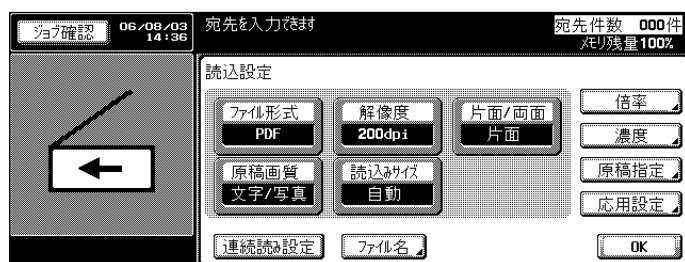 ジョブ確認
06/08/03
14:36
宛先を入力できます
宛先件数 000件
メモリ残量100%
読込設定
ファイル形式
PDF
解像度
200dpi
片面/両面
片面
原稿画質
文字/写真
読込みサイズ
自動
倍率
濃度
原稿指定
応用設定
連続読み設定
ファイル名
OK